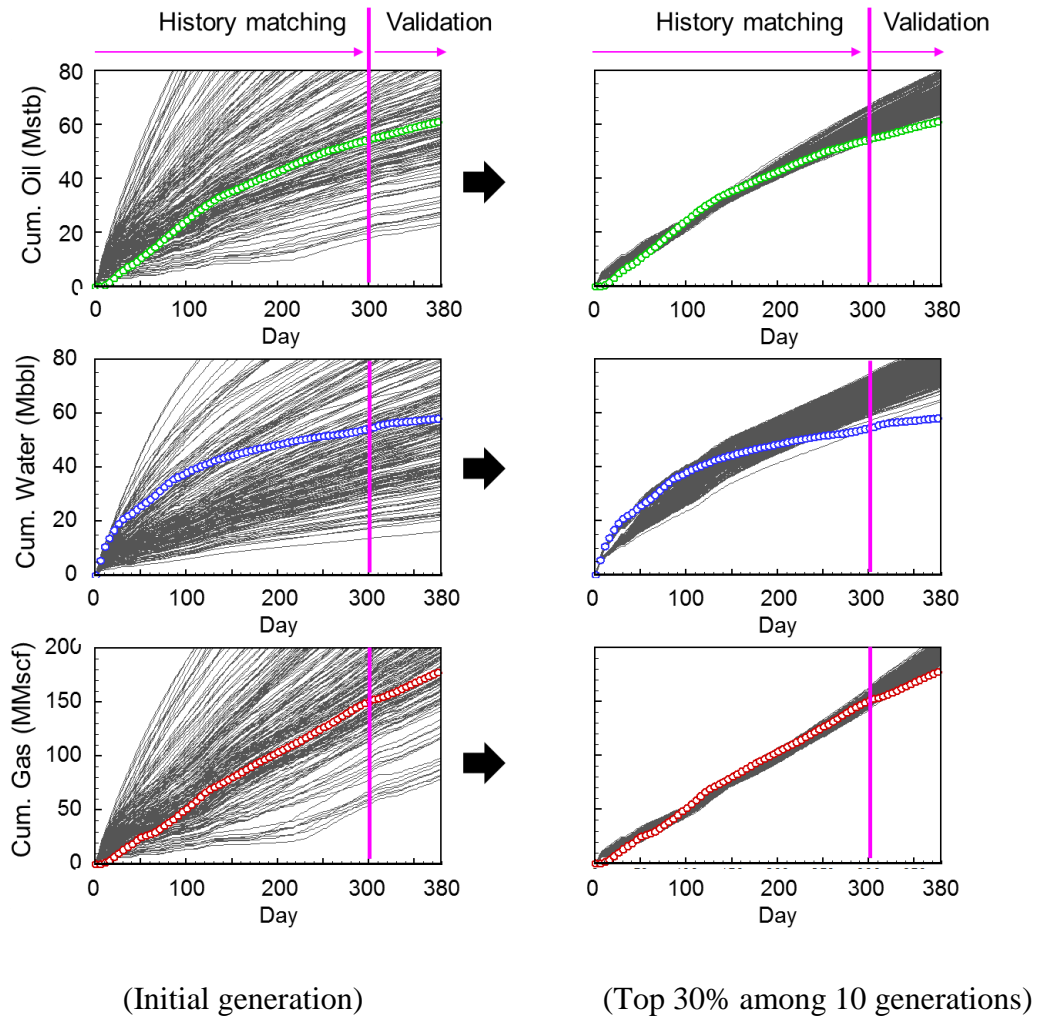 History matching Validation
History matching Validation
80
60
40
20
0
Cum. Oil (Mstb)
0 100 200 300 380
Day
80
60
40
20
0
0 100 200 300 380
Day
80
60
40
20
0
Cum. Water (Mbbl)
0 100 200 300 380
Day
80
60
40
20
0
0 100 200 300 380
Day
200
150
100
50
0
Cum. Gas (MMscf)
0 100 200 300 380
Day
200
150
100
50
0
0 100 200 300 380
Day
(Initial generation)
(Top 30% among 10 generations)